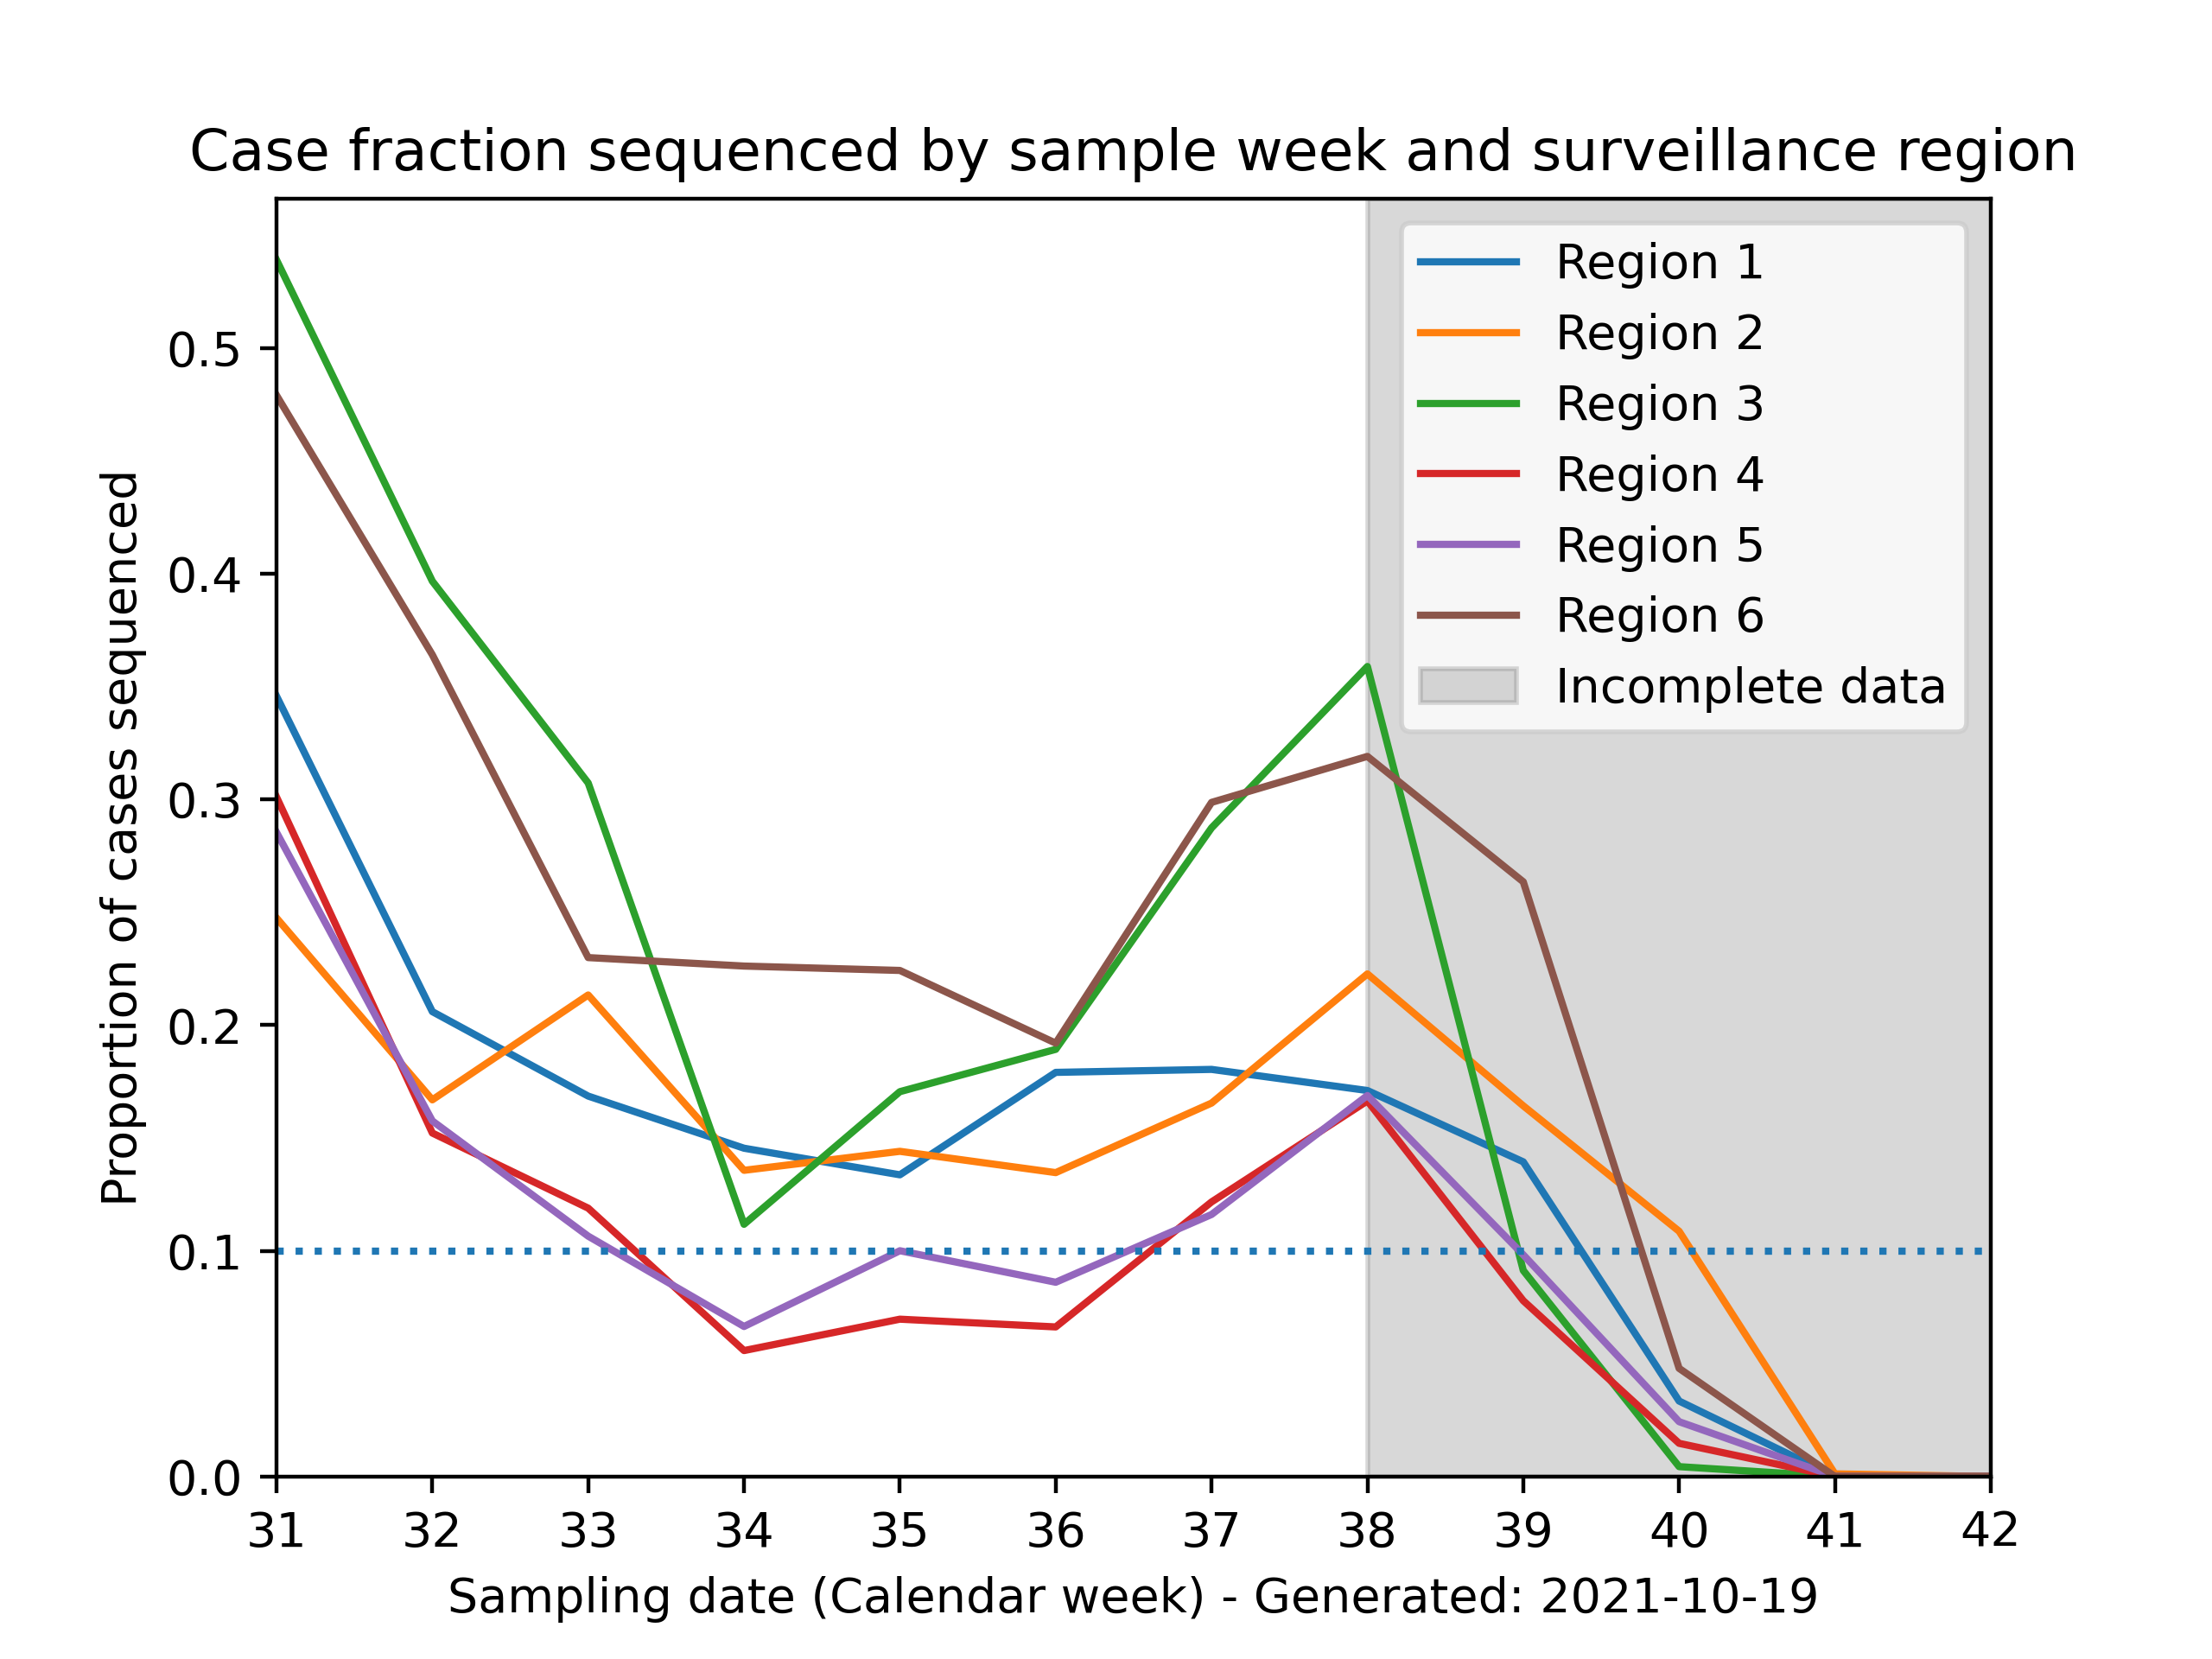 Case fraction sequenced by sample week and surveillance region
Region 1
Region 2
Region 3
Region 4
Region 5
Region 6
Incomplete data
Proportion of cases sequenced
0.5
0.4
0.3
0.2
0.1
0.0
31 32 33 34 35 36 37 38 39 40 41 42
Sampling date (Calendar week) - Generated: 2021-10-19